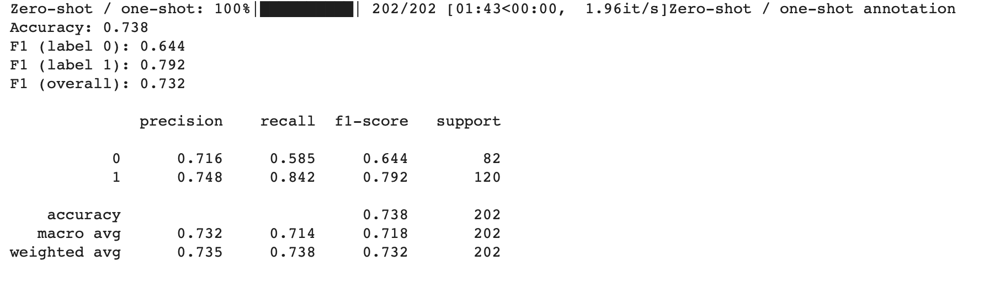 Zero-shot / one-shot: 100%|██████████| 202/202 [01:43<00:00,  1.96it/s]Zero-shot / one-shot annotation
Accuracy: 0.738
F1 (label 0): 0.644
F1 (label 1): 0.792
F1 (overall): 0.732
precision    recall  f1-score   support
0      0.716     0.585     0.644        82
1      0.748     0.842     0.792       120
accuracy                          0.738       202
macro avg      0.732     0.714     0.718       202
weighted avg      0.735     0.738     0.732       202